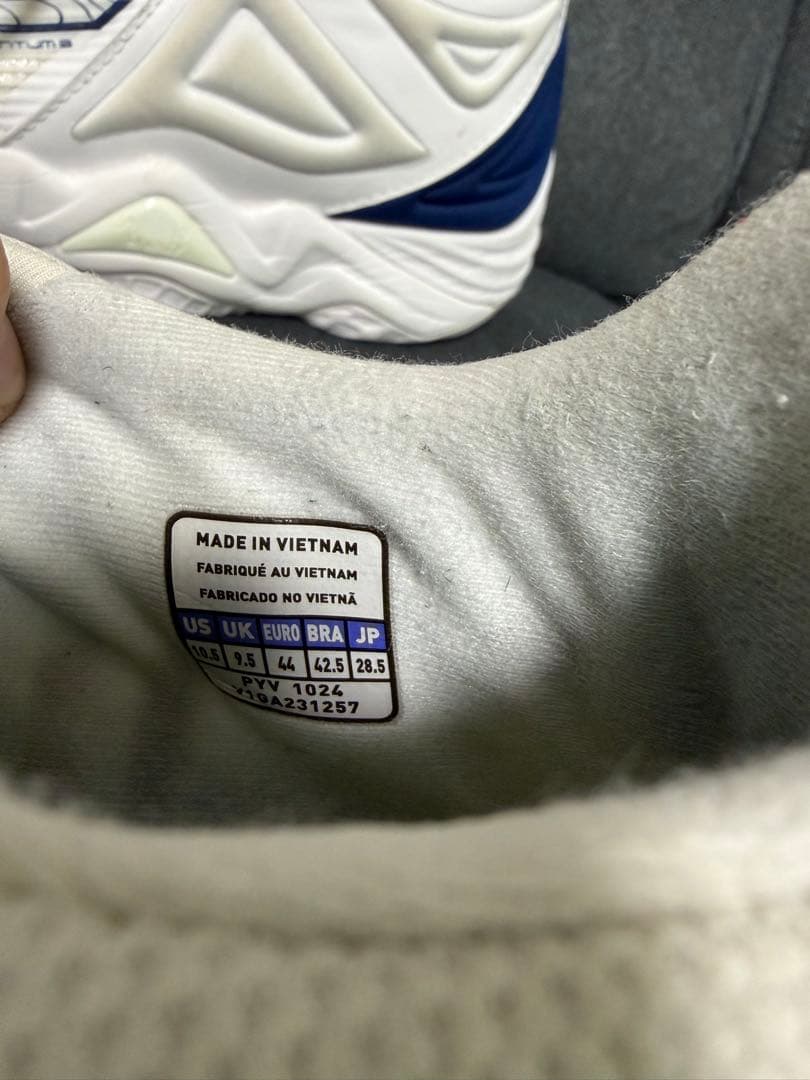 MADE IN VIETNAM
FABRIQUÉ AU VIETNAM
FABRICADO NO VIETNÃ
US UK EURO BRA JP
10.5 9.5 44 42.5 28.5
PYV 1024
V1GA231257